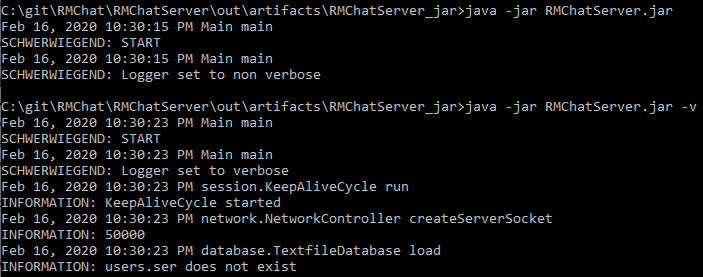 C:\git\RMChat\RMChatServer\out\artifacts\RMChatServer_jar>java -jar RMChatServer.jar
Feb 16, 2020 10:30:15 PM Main main
SCHWERWIEGEND: START
Feb 16, 2020 10:30:15 PM Main main
SCHWERWIEGEND: Logger set to non verbose
C:\git\RMChat\RMChatServer\out\artifacts\RMChatServer_jar>java -jar RMChatServer.jar -v
Feb 16, 2020 10:30:23 PM Main main
SCHWERWIEGEND: START
Feb 16, 2020 10:30:23 PM Main main
SCHWERWIEGEND: Logger set to verbose
Feb 16, 2020 10:30:23 PM session.KeepAliveCycle run
INFORMATION: KeepAliveCycle started
Feb 16, 2020 10:30:23 PM network.NetworkController createServerSocket
INFORMATION: 50000
Feb 16, 2020 10:30:23 PM database.TextfileDatabase load
INFORMATION: users.ser does not exist